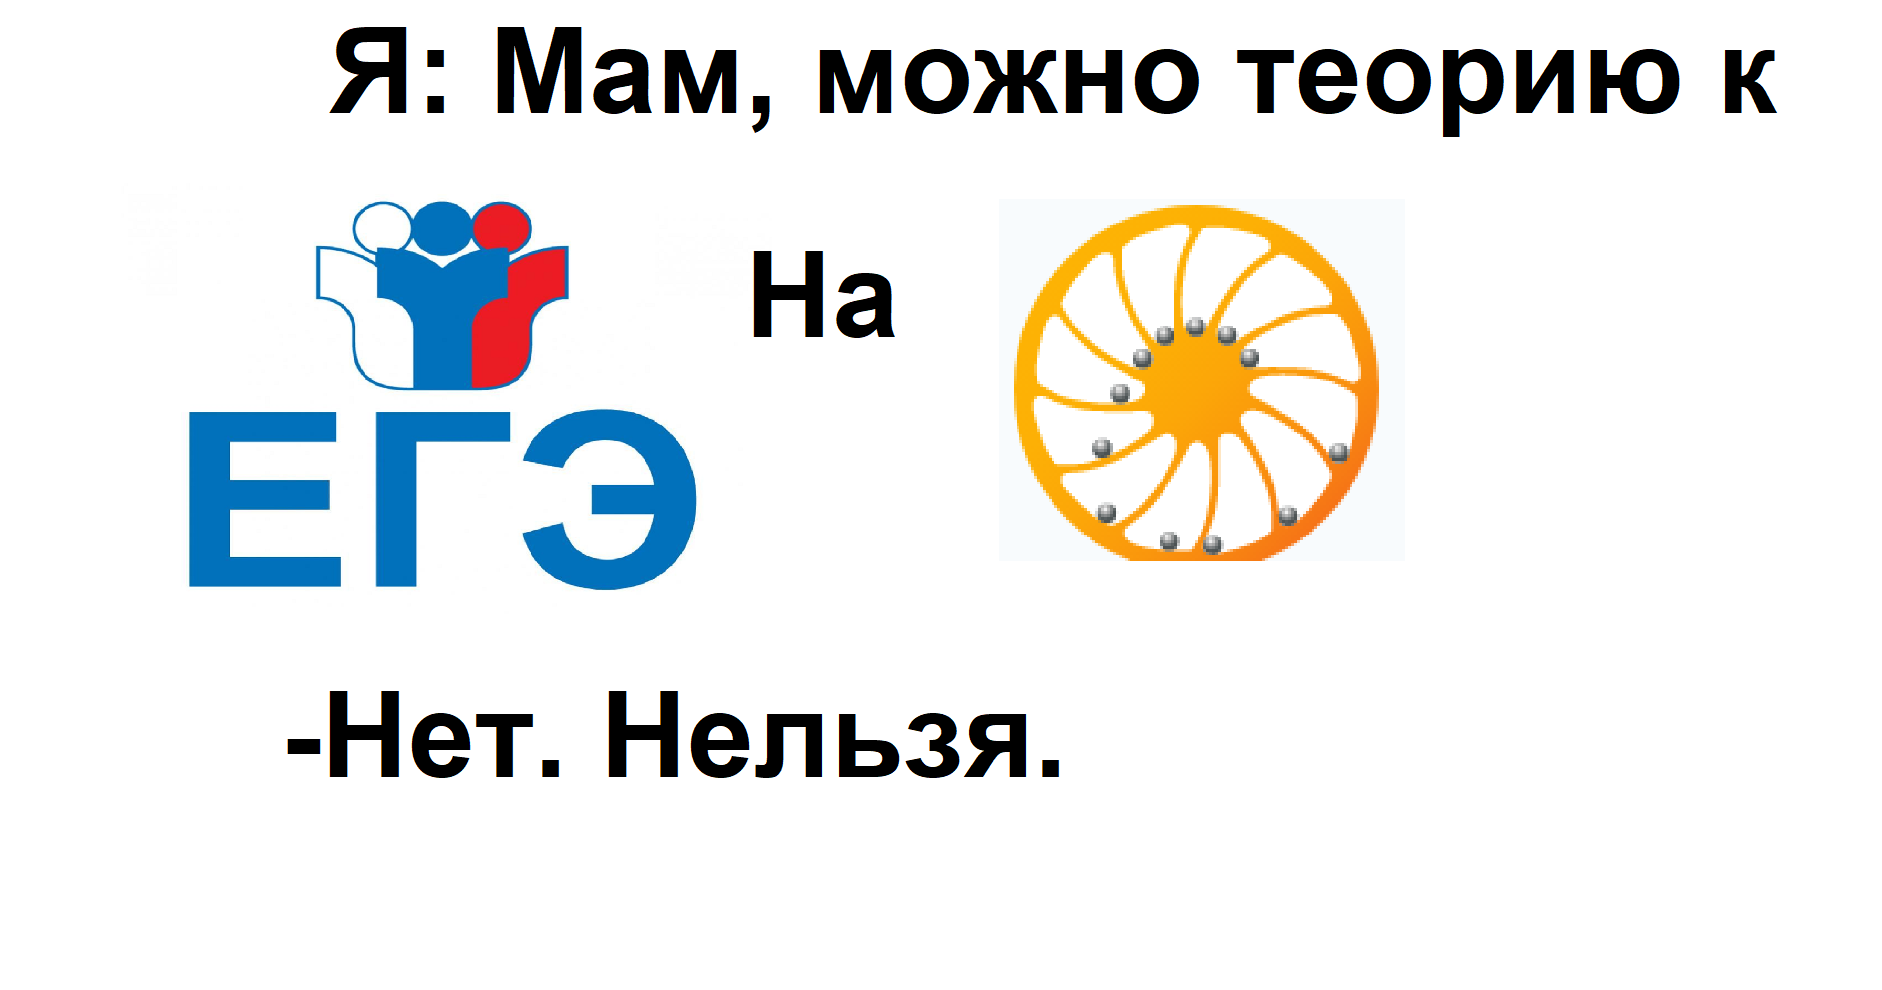 Я: Мам, можно теорию к
На
ЕГЭ
-Нет. Нельзя.